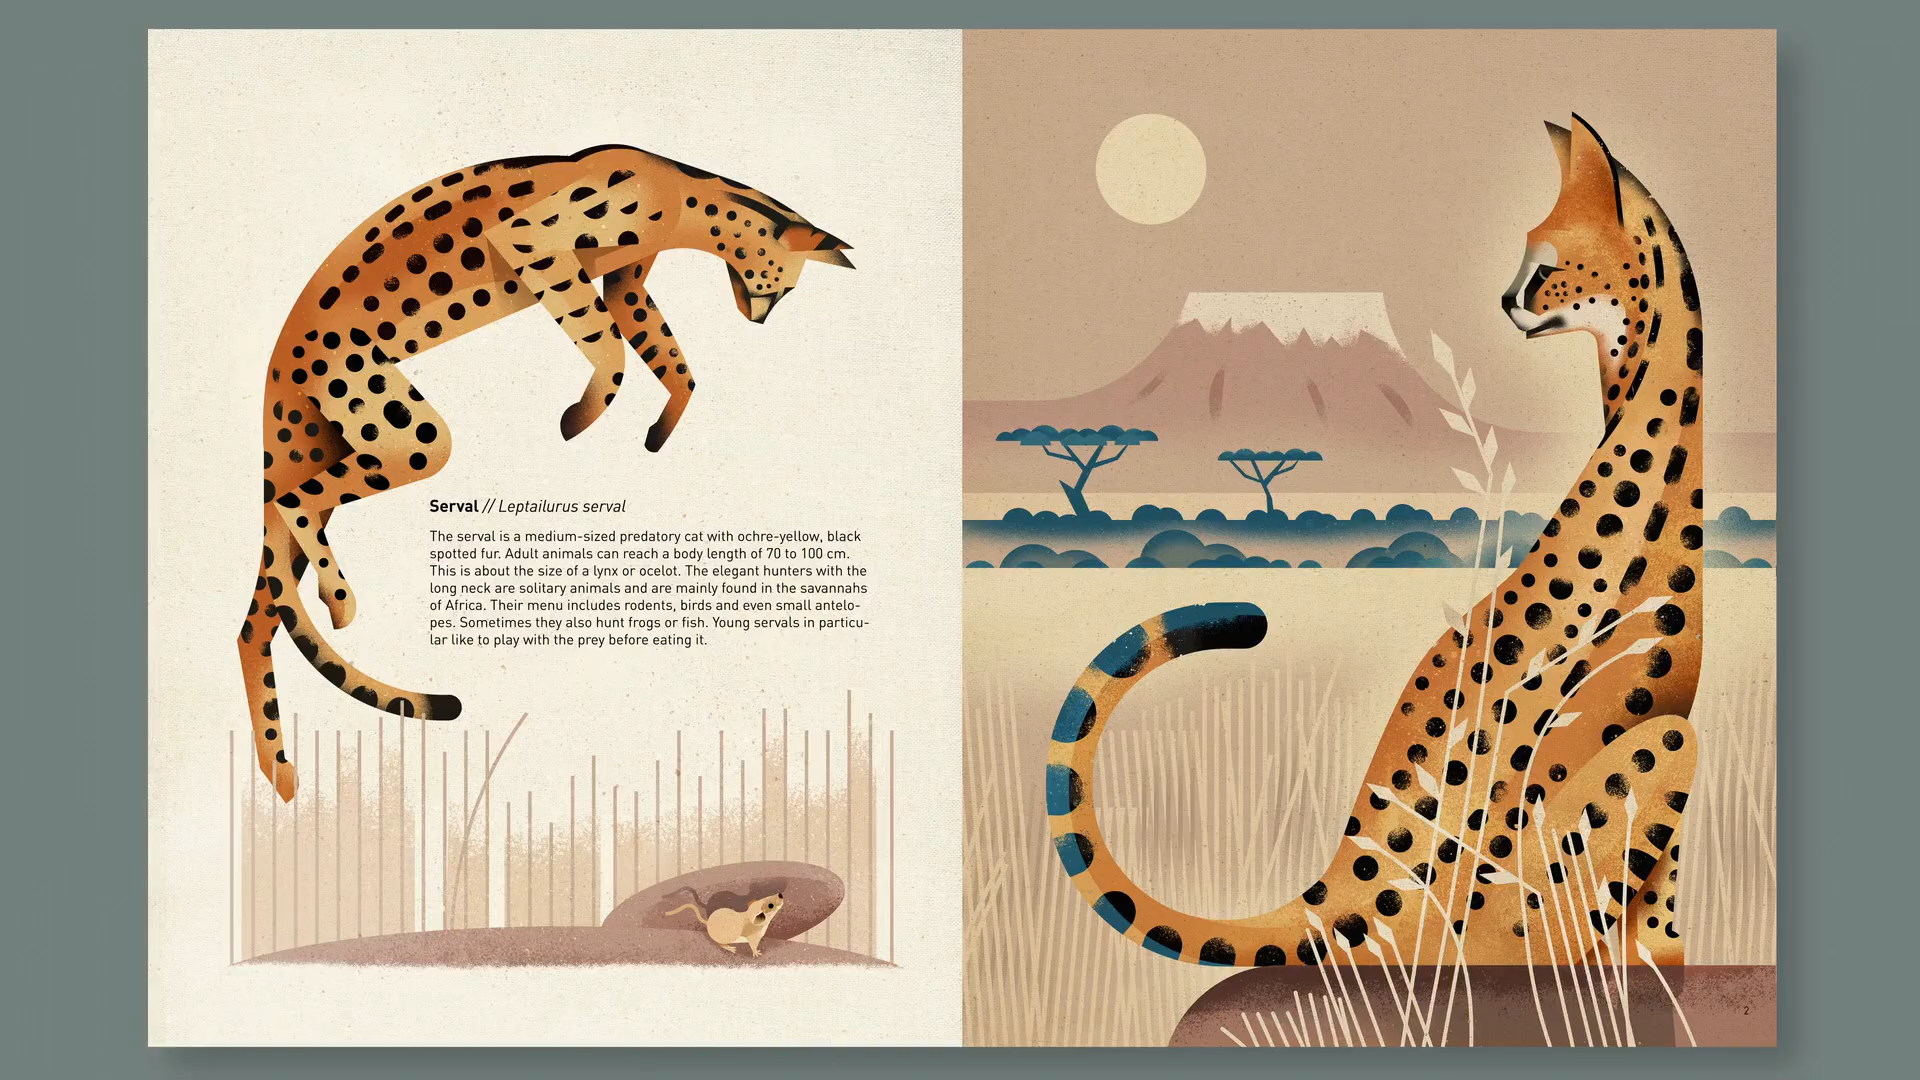 Serval // Leptailurus serval
The serval is a medium-sized predatory cat with ochre-yellow, black
spotted fur. Adult animals can reach a body length of 70 to 100 cm.
This is about the size of a lynx or ocelot. The elegant hunters with the
long neck are solitary animals and are mainly found in the savannahs
of Africa. Their menu includes rodents, birds and even small antelo-
pes. Sometimes they also hunt frogs or fish. Young servals in particu-
lar like to play with the prey before eating it.
2